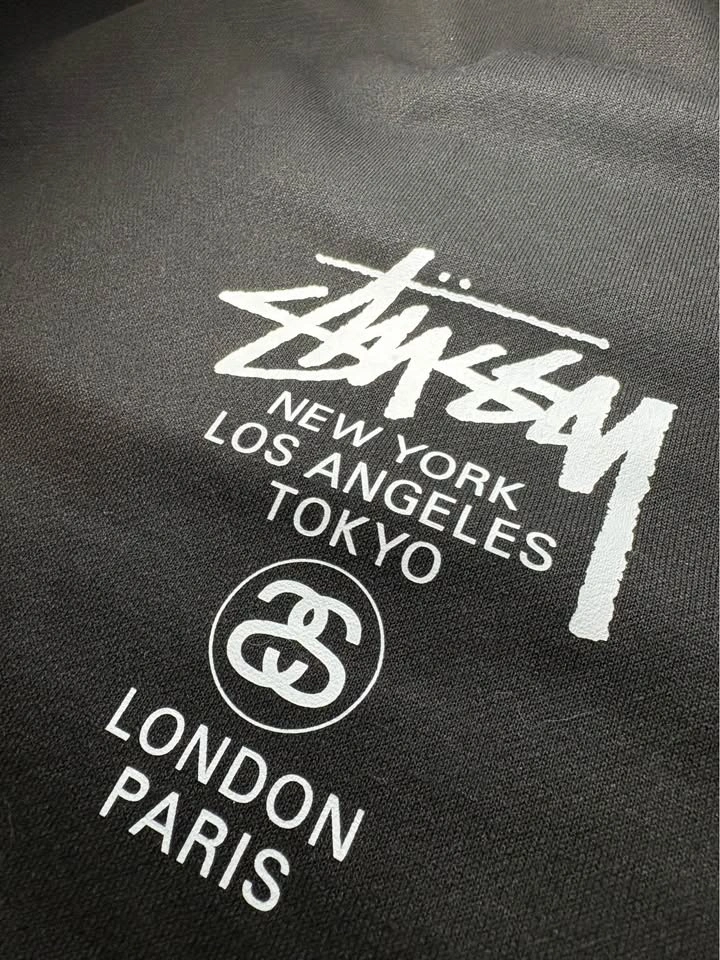 Stüssy
NEW YORK
LOS ANGELES
TOKYO
SS
LONDON
PARIS